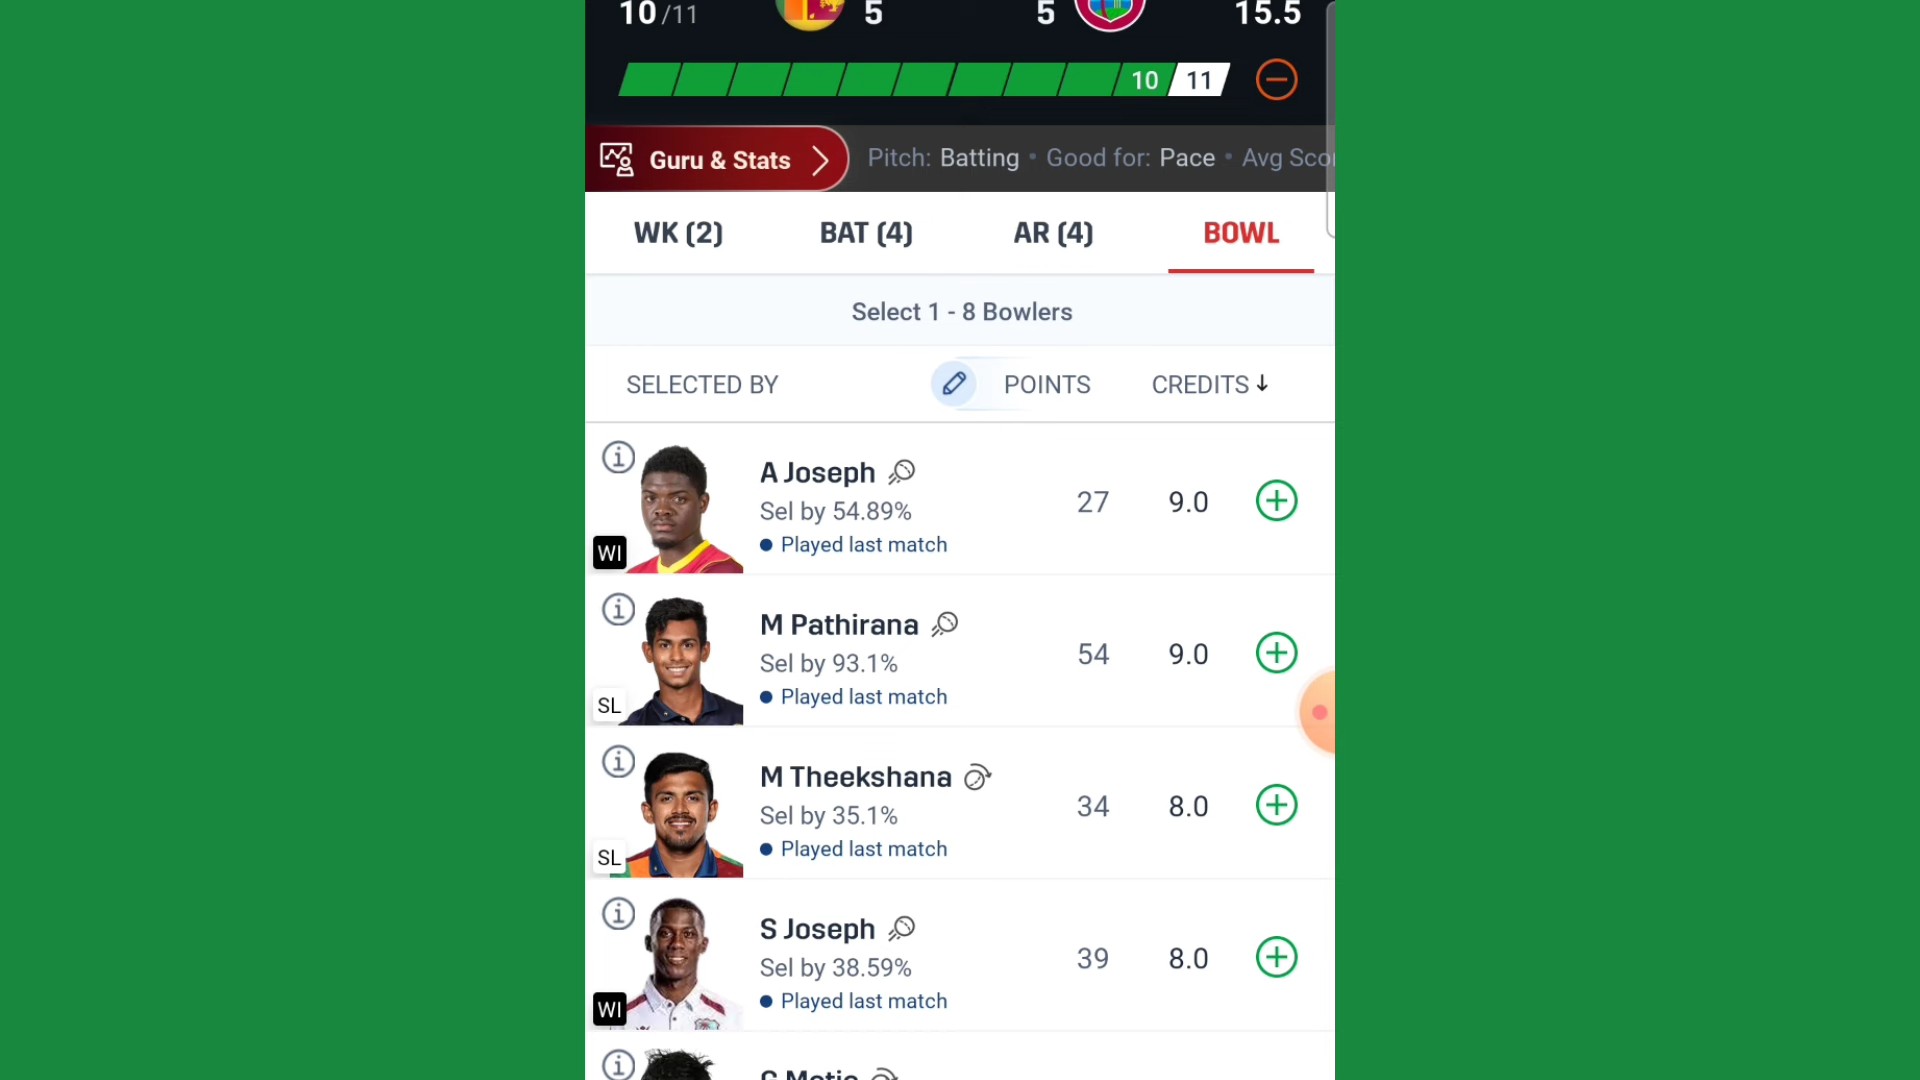 10/11 5 5 15.5
10 11
Guru & Stats Pitch: Batting • Good for: Pace • Avg Sco
WK (2) BAT (4) AR (4) BOWL
Select 1 - 8 Bowlers
SELECTED BY POINTS CREDITS
A Joseph
Sel by 54.89% 27 9.0
Played last match
WI
M Pathirana
Sel by 93.1% 54 9.0
Played last match
SL
M Theekshana
Sel by 35.1% 34 8.0
Played last match
SL
S Joseph
Sel by 38.59% 39 8.0
Played last match
WI